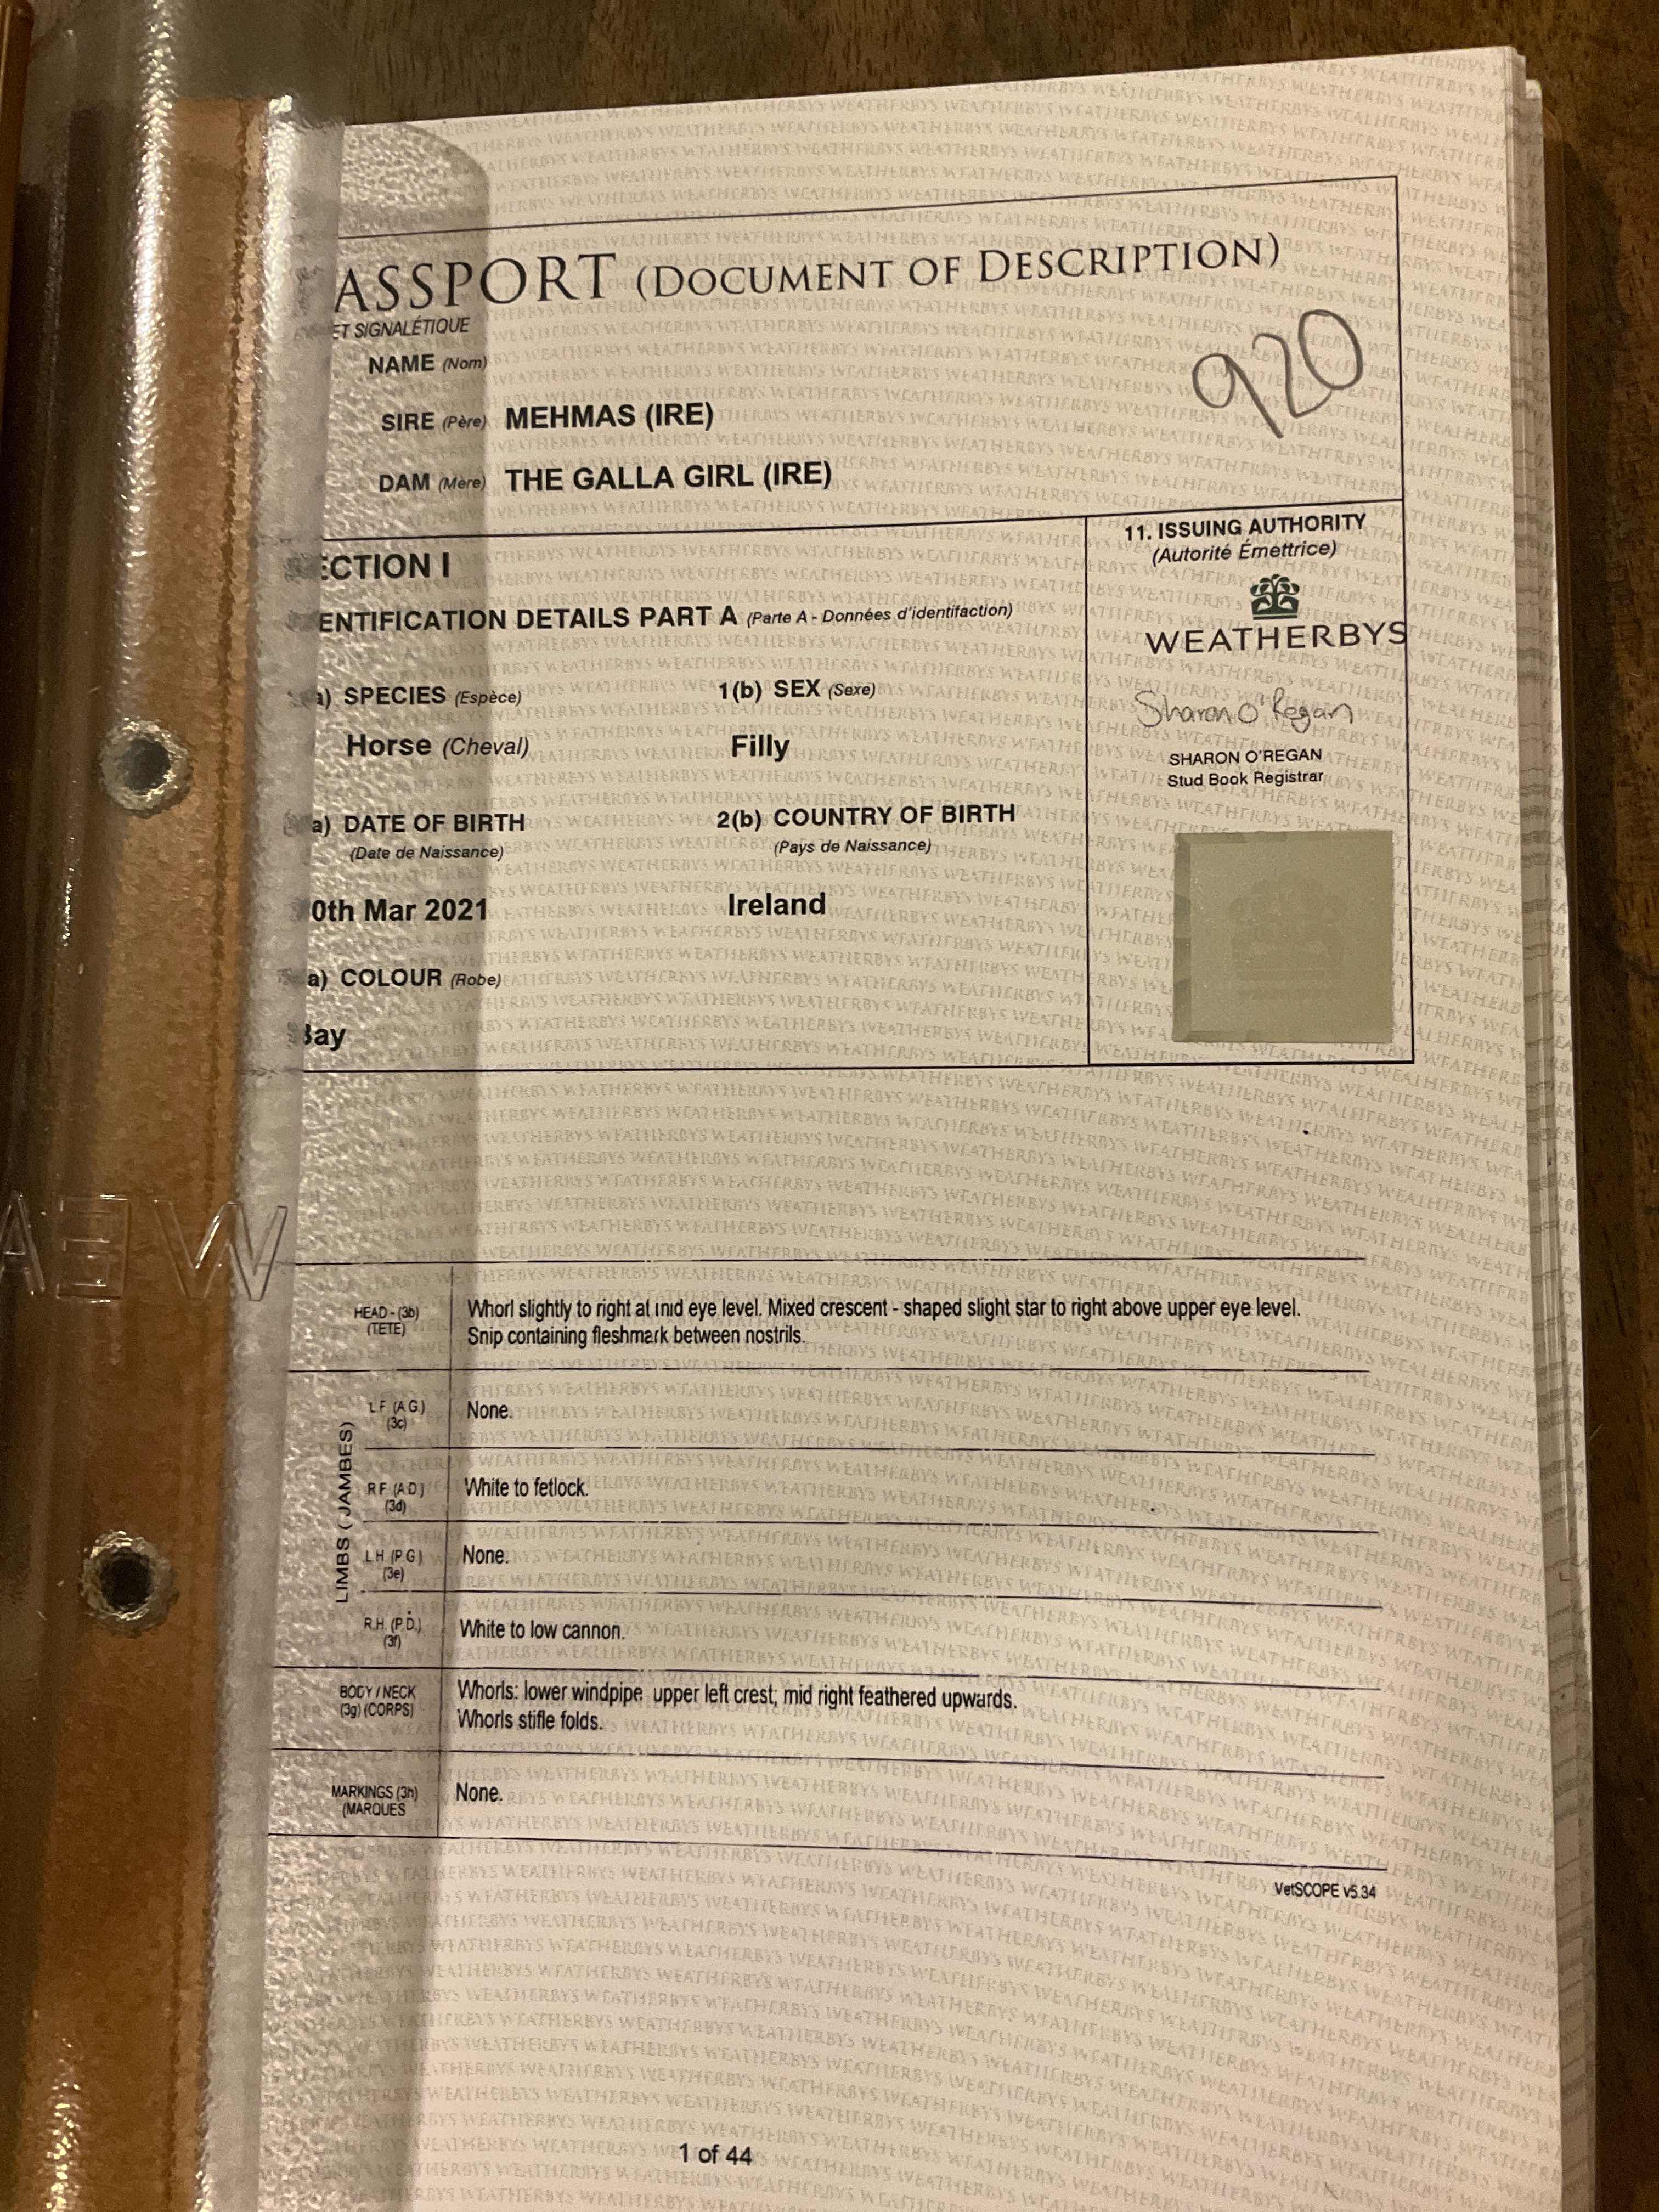 ASSPORT (DOCUMENT OF DESCRIPTION)
ET SIGNALÉTIQUE
920
NAME (Nom)
SIRE (Père) MEHMAS (IRE)
DAM (Mère) THE GALLA GIRL (IRE)
ECTION I
ENTIFICATION DETAILS PART A (Parte A - Données d'identifaction)
11. ISSUING AUTHORITY
(Autorité Émettrice)
WEATHERBYS
Sharon O'Regan
SHARON O'REGAN
Stud Book Registrar
a) SPECIES (Espèce) 1(b) SEX (Sexe)
Horse (Cheval) Filly
a) DATE OF BIRTH 2(b) COUNTRY OF BIRTH
(Date de Naissance) (Pays de Naissance)
0th Mar 2021 Ireland
a) COLOUR (Robe)
Bay
WEA
HEAD - (3b) Whorl slightly to right at mid eye level. Mixed crescent - shaped slight star to right above upper eye level.
(TETE) Snip containing fleshmark between nostrils.
LIMBS (JAMBES)
LF (A G) None.
(3c)
RF (A D) White to fetlock.
(3d)
LH (P G) None.
(3e)
R.H (P.D.) White to low cannon.
(3f)
BODY / NECK Whorls: lower windpipe upper left crest; mid right feathered upwards.
(3g) (CORPS) Whorls stifle folds.
MARKINGS (3h) None.
(MARQUES
VetSCOPE v5.34
1 of 44